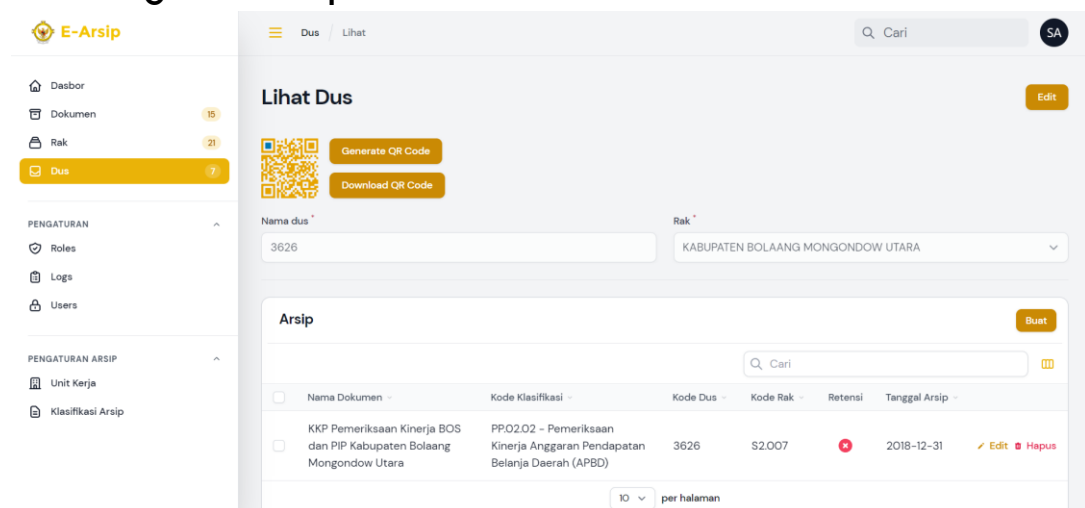 E-Arsip
Dus / Lihat
Cari
SA
Dasbor
Dokumen 15
Rak 21
Dus 7
PENGATURAN
Roles
Logs
Users
PENGATURAN ARSIP
Unit Kerja
Klasifikasi Arsip
Lihat Dus
Edit
Generate QR Code
Download QR Code
Nama dus *
Rak *
3626
KABUPATEN BOLAANG MONGONDOW UTARA
Arsip
Buat
Cari
Nama Dokumen Kode Klasifikasi Kode Dus Kode Rak Retensi Tanggal Arsip
KKP Pemeriksaan Kinerja BOS
dan PIP Kabupaten Bolaang
Mongondow Utara
PP.02.02 - Pemeriksaan
Kinerja Anggaran Pendapatan
Belanja Daerah (APBD)
3626
S2.007
2018-12-31
Edit Hapus
10 per halaman